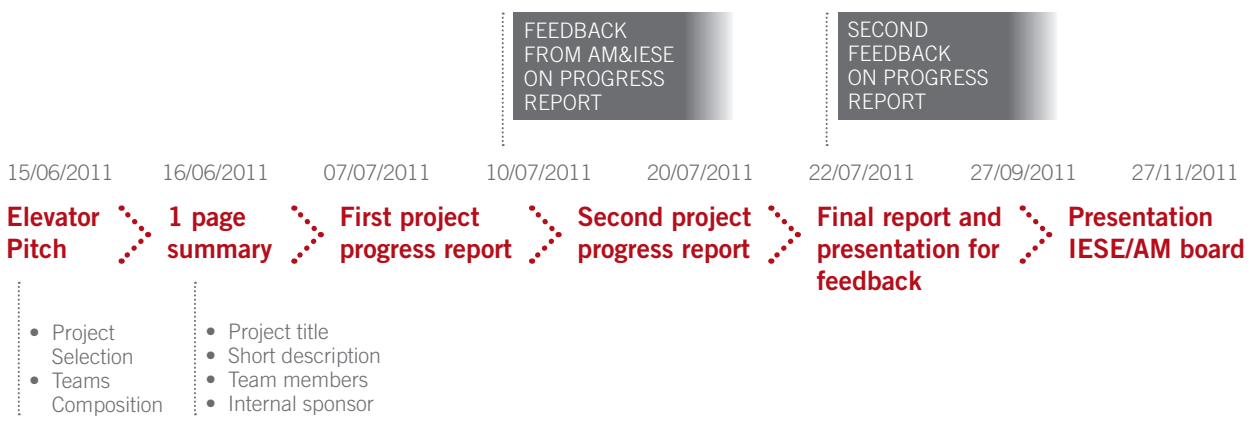 FEEDBACK
FROM AM&IESE
ON PROGRESS
REPORT
SECOND
FEEDBACK
ON PROGRESS
REPORT
15/06/2011 16/06/2011 07/07/2011 10/07/2011 20/07/2011 22/07/2011 27/09/2011 27/11/2011
Elevator
Pitch
1 page
summary
First project
progress report
Second project
progress report
Final report and
presentation for
feedback
Presentation
IESE/AM board
• Project
Selection
• Teams
Composition
• Project title
• Short description
• Team members
• Internal sponsor